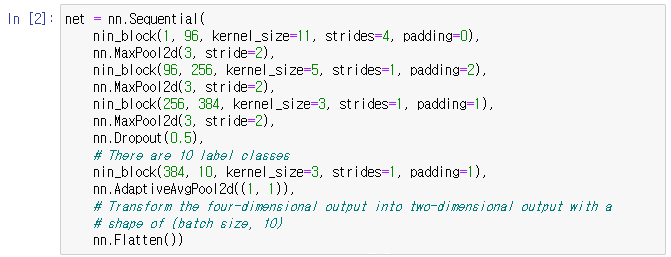 In [2]: net = nn.Sequential(
nin_block(1, 96, kernel_size=11, strides=4, padding=0),
nn.MaxPool2d(3, stride=2),
nin_block(96, 256, kernel_size=5, strides=1, padding=2),
nn.MaxPool2d(3, stride=2),
nin_block(256, 384, kernel_size=3, strides=1, padding=1),
nn.MaxPool2d(3, stride=2),
nn.Dropout(0.5),
# There are 10 label classes
nin_block(384, 10, kernel_size=3, strides=1, padding=1),
nn.AdaptiveAvgPool2d((1, 1)),
# Transform the four-dimensional output into two-dimensional output with a
# shape of (batch size, 10)
nn.Flatten())